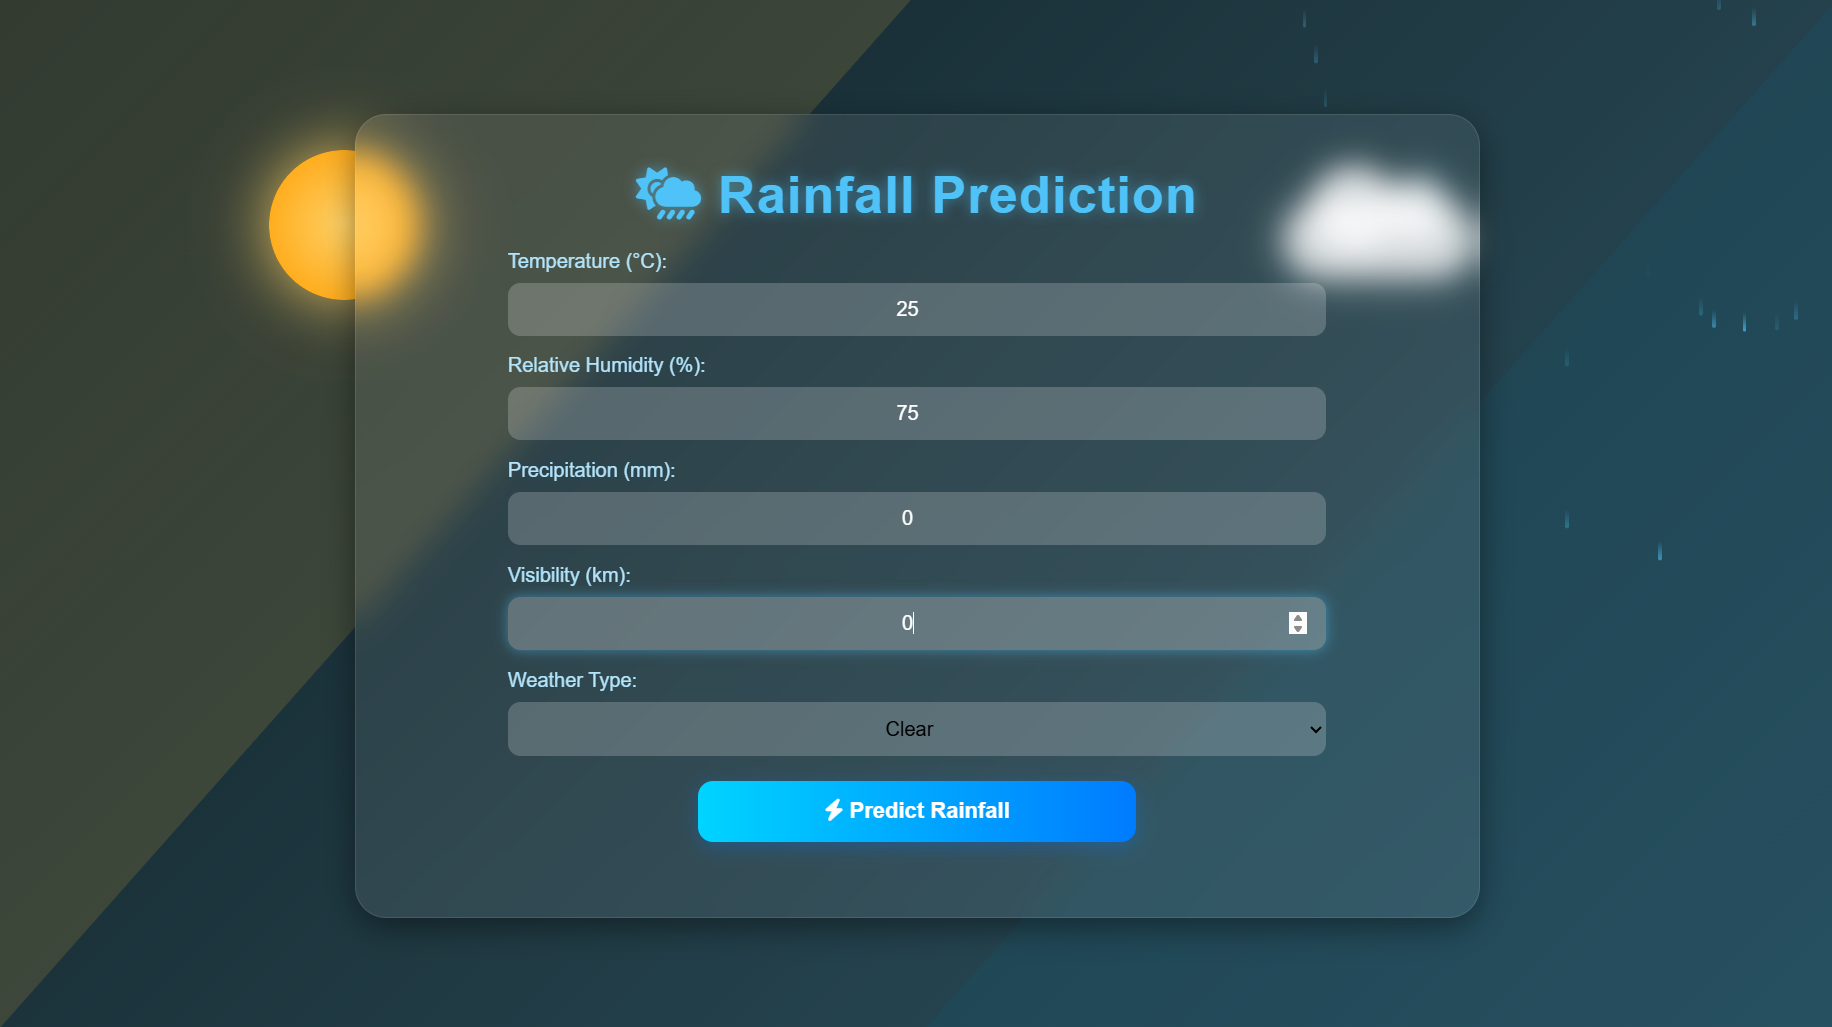 Rainfall Prediction
Temperature (°C):
25
Relative Humidity (%):
75
Precipitation (mm):
0
Visibility (km):
0
Weather Type:
Clear
Predict Rainfall